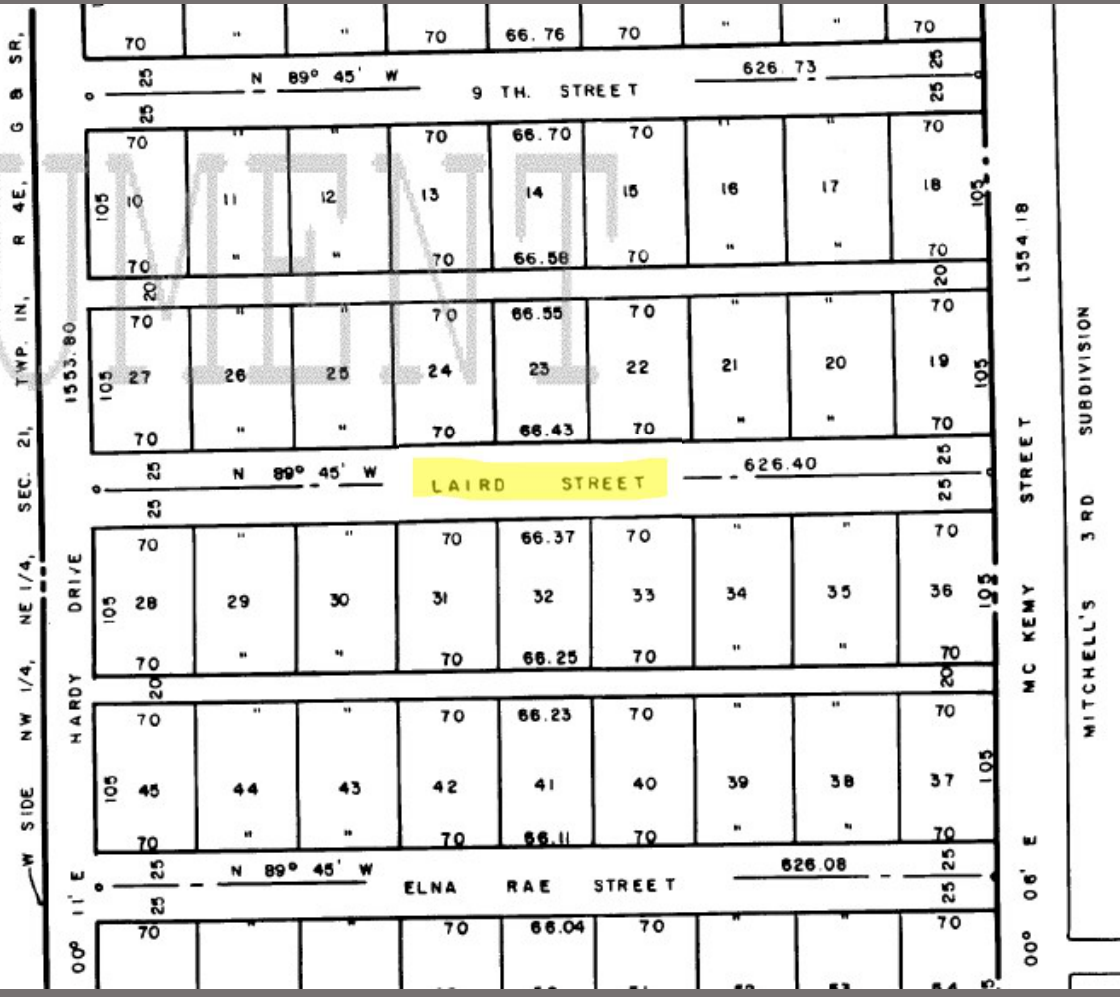 70 " " 70 66.76 70 " " 70
25 N 89° 45' W 626.73 25
25 9 TH. STREET 25
70 " " 70 66.70 70 " " 70
105 10 11 12 13 14 15 16 17 18 105
70 " " 70 66.58 70 " " 70
20 20
70 " " 70 66.55 70 " " 70
105 27 26 25 24 23 22 21 20 19 105
70 " " 70 66.43 70 " " 70
25 N 89° 45' W 626.40 25
25 LAIRD STREET 25
70 " " 70 66.37 70 " " 70
105 28 29 30 31 32 33 34 35 36 105
70 " " 70 66.25 70 " " 70
20 20
70 " " 70 66.23 70 " " 70
105 45 44 43 42 41 40 39 38 37 105
70 " " 70 66.11 70 " " 70
25 N 89° 45' W 626.08 25
25 ELNA RAE STREET 25
70 " " 70 66.04 70 " " 70
W SIDE NW 1/4, NE 1/4, SEC. 21, TWP. IN, R 4E, G & SR,
00° 11' E HARDY DRIVE 1553.80
00° 06' E MC KEMY STREET 1554.18
MITCHELL'S 3 RD SUBDIVISION
UMENT